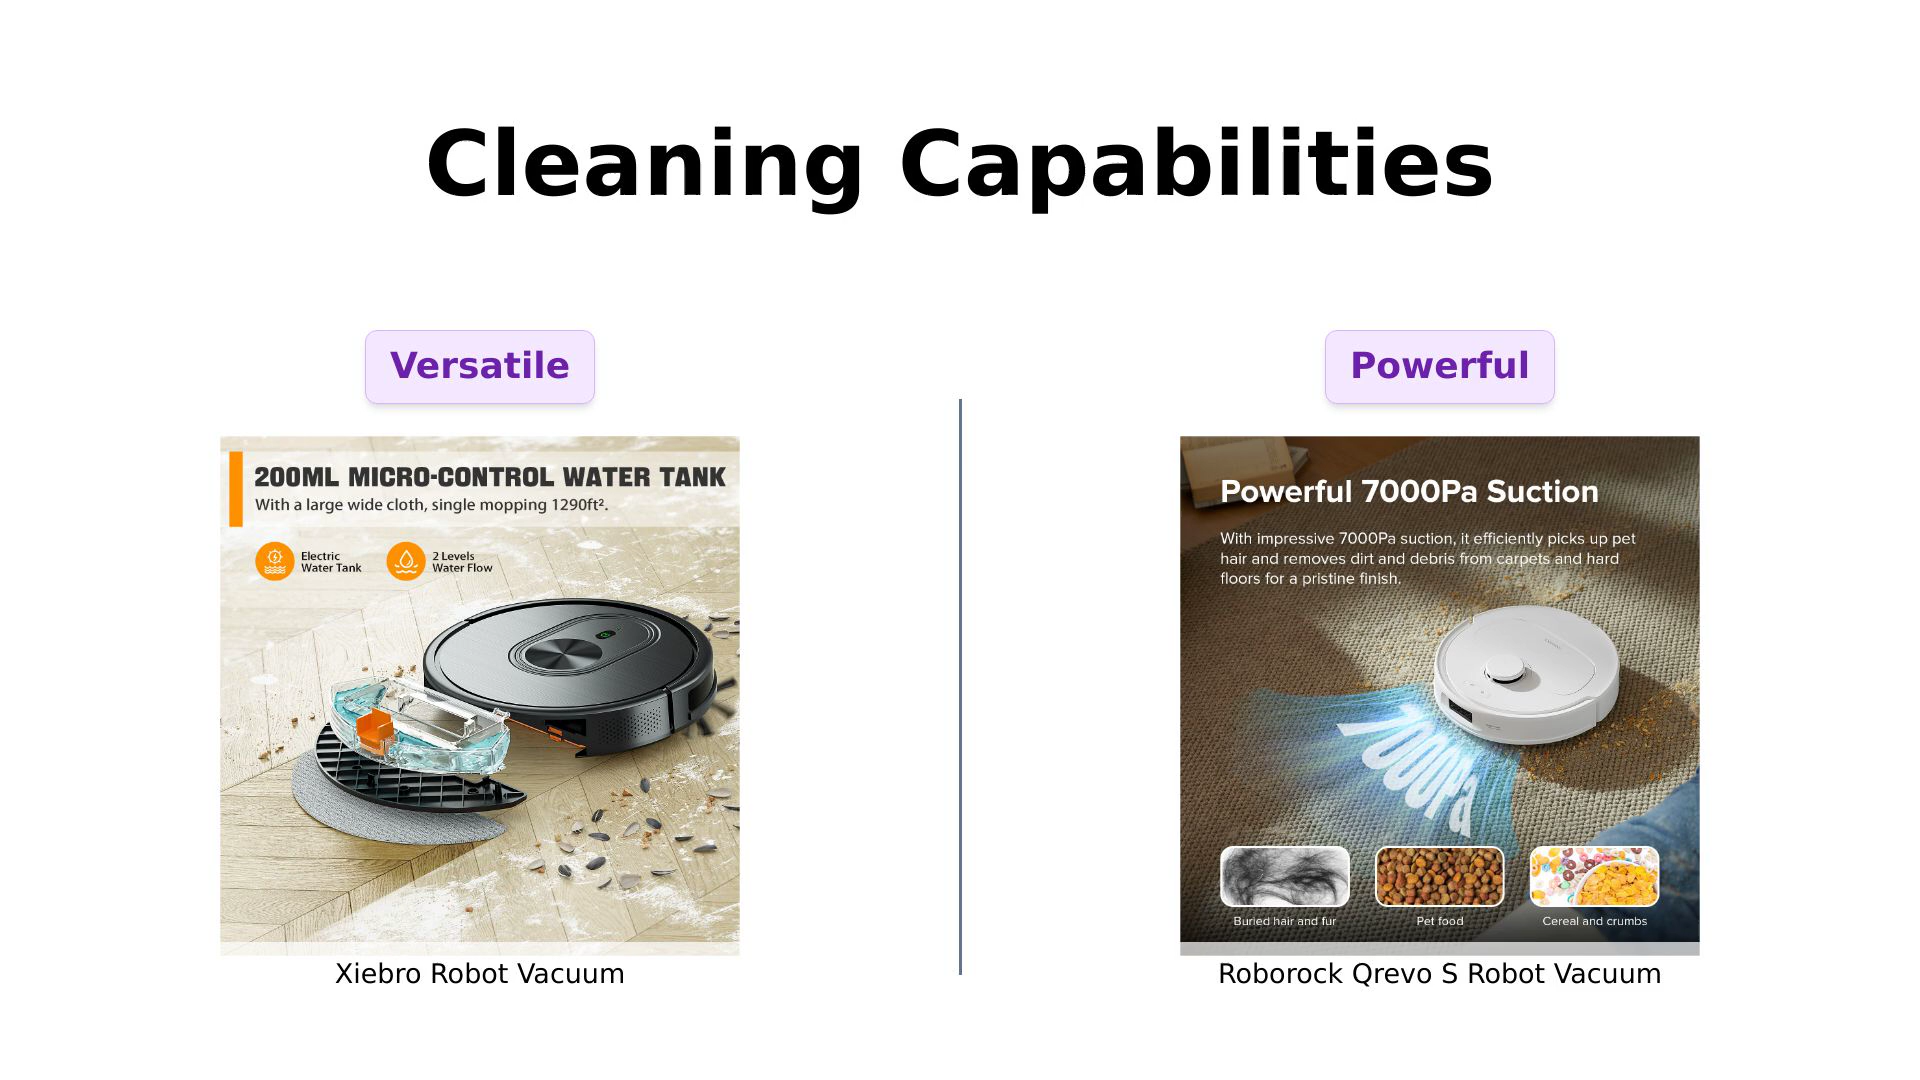 Cleaning Capabilities
Versatile
200ML MICRO-CONTROL WATER TANK
With a large wide cloth, single mopping 1290ft².
Electric
Water Tank
2 Levels
Water Flow
Xiebro Robot Vacuum
Powerful
Powerful 7000Pa Suction
With impressive 7000Pa suction, it efficiently picks up pet
hair and removes dirt and debris from carpets and hard
floors for a pristine finish.
7000Pa
Buried hair and fur
Pet food
Cereal and crumbs
Roborock Qrevo S Robot Vacuum